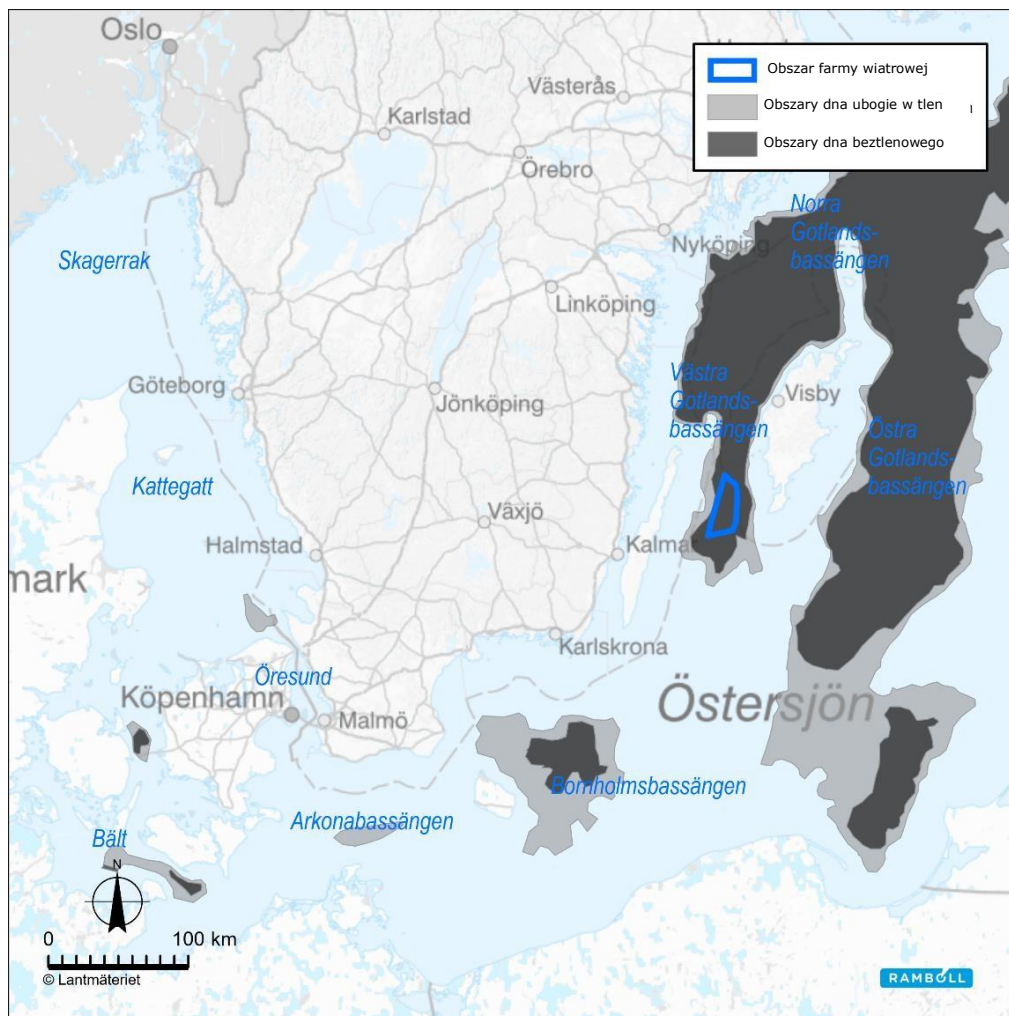 Oslo
Obszar farmy wiatrowej
Obszary dna ubogie w tlen
Obszary dna beztlenowego
Västerås
Karlstad
Örebro
Norra
Gotlands-
bassängen
Nyköping
Skagerrak
Linköping
Västra
Gotlands-
bassängen
Göteborg
Jönköping
Visby
Östra
Gotlands-
bassängen
Kattegatt
Växjö
Halmstad
Kalmar
mark
Karlskrona
Öresund
Köpenhamn
Malmö
Östersjön
Bornholmsbassängen
Arkonabassängen
Bält
N
0 100 km
© Lantmäteriet
RAMBOLL